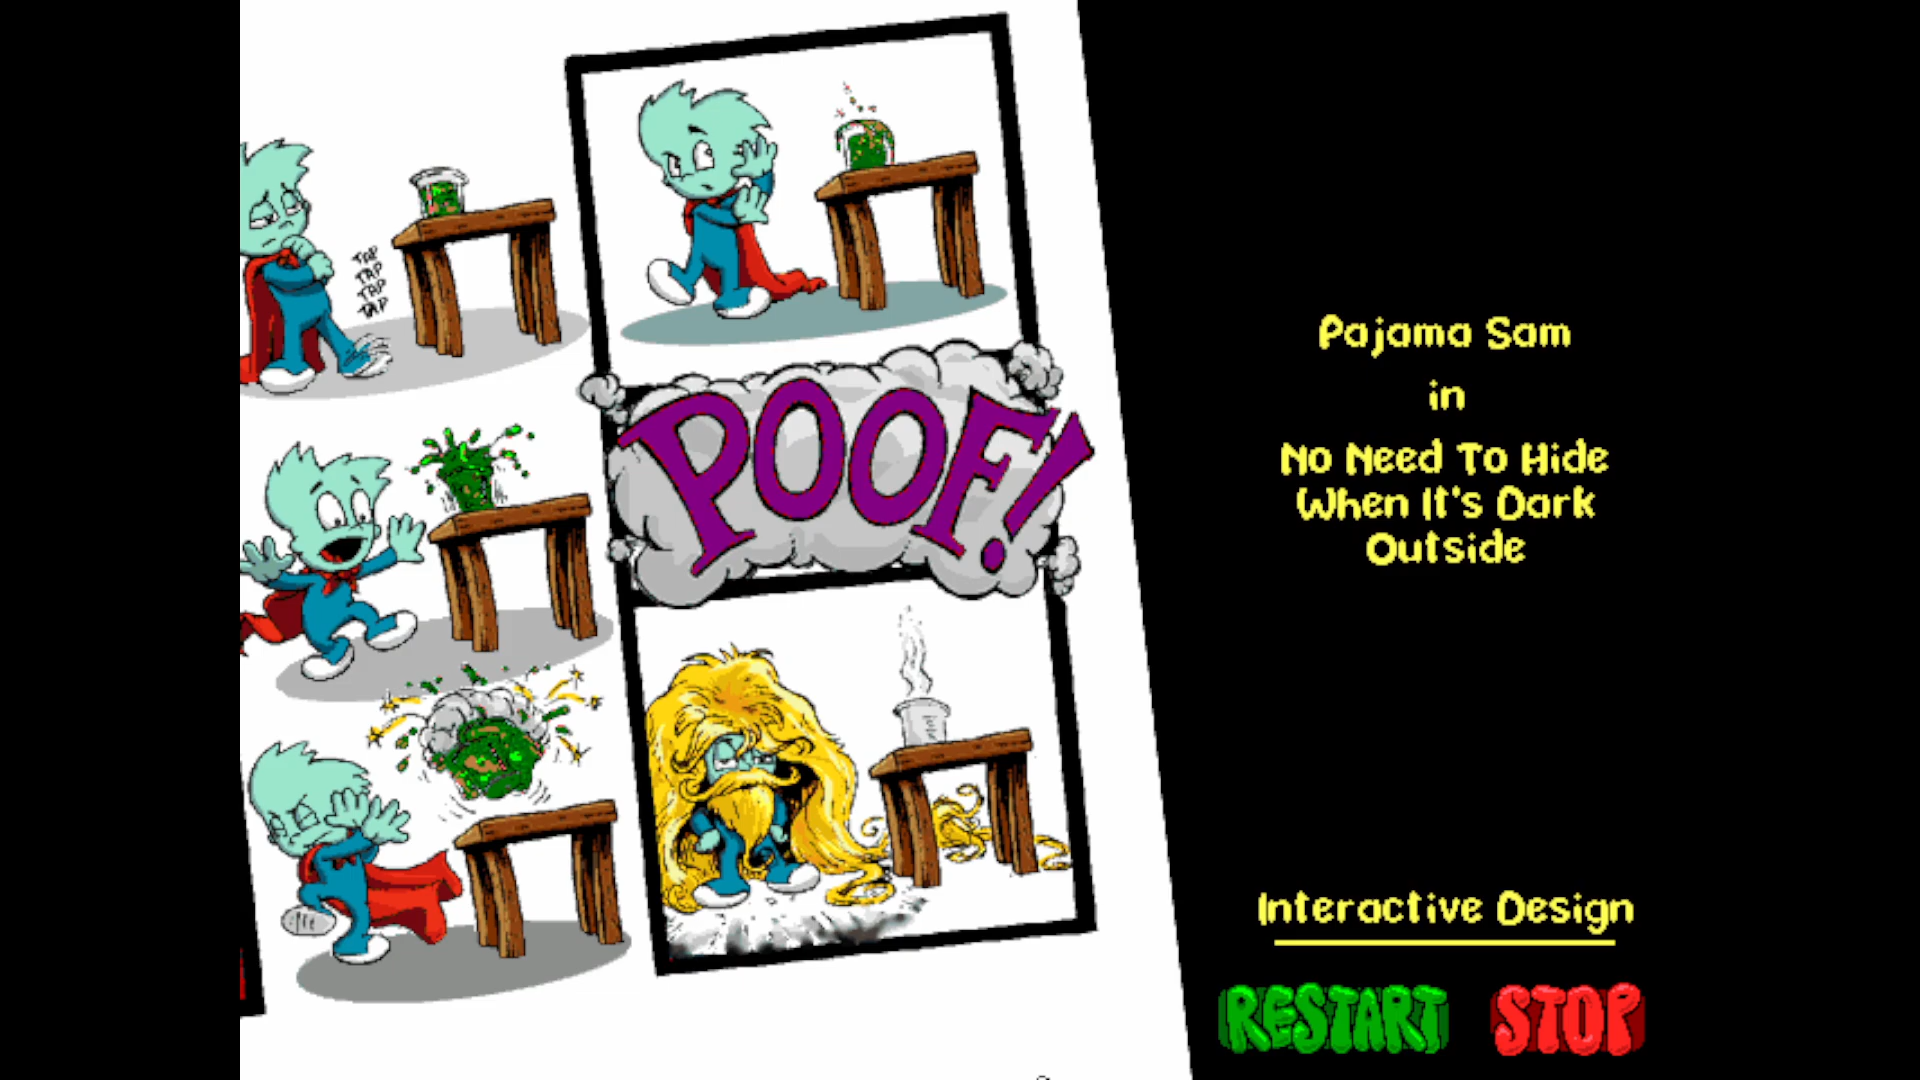 TAP
TAP
TAP
TAP
POOF!
Pajama Sam
in
No Need To Hide
When It's Dark
Outside
Interactive Design
RESTART STOP